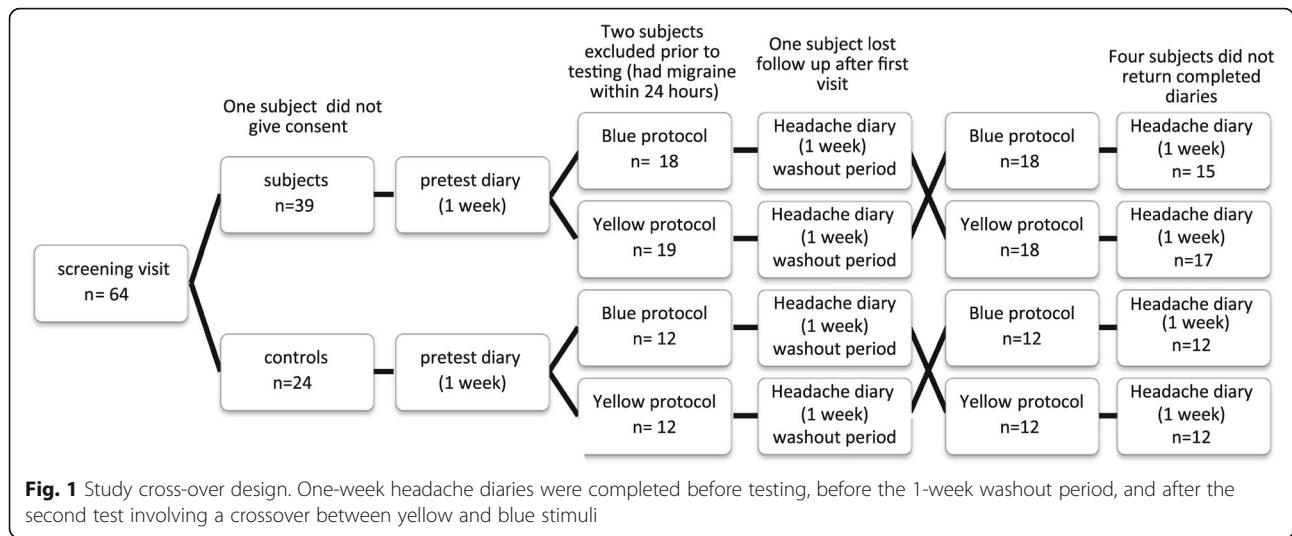 Two subjects
excluded prior to
testing (had migraine
within 24 hours)
One subject lost
follow up after first
visit
Four subjects did not
return completed
diaries
One subject did not
give consent
screening visit
n= 64
subjects
n=39
pretest diary
(1 week)
Blue protocol
n= 18
Headache diary
(1 week)
washout period
Blue protocol
n=18
Headache diary
(1 week)
n= 15
Yellow protocol
n= 19
Headache diary
(1 week)
washout period
Yellow protocol
n=18
Headache diary
(1 week)
n=17
controls
n=24
pretest diary
(1 week)
Blue protocol
n= 12
Headache diary
(1 week)
washout period
Blue protocol
n=12
Headache diary
(1 week)
n=12
Yellow protocol
n= 12
Headache diary
(1 week)
washout period
Yellow protocol
n=12
Headache diary
(1 week)
n=12
Fig. 1 Study cross-over design. One-week headache diaries were completed before testing, before the 1-week washout period, and after the
second test involving a crossover between yellow and blue stimuli